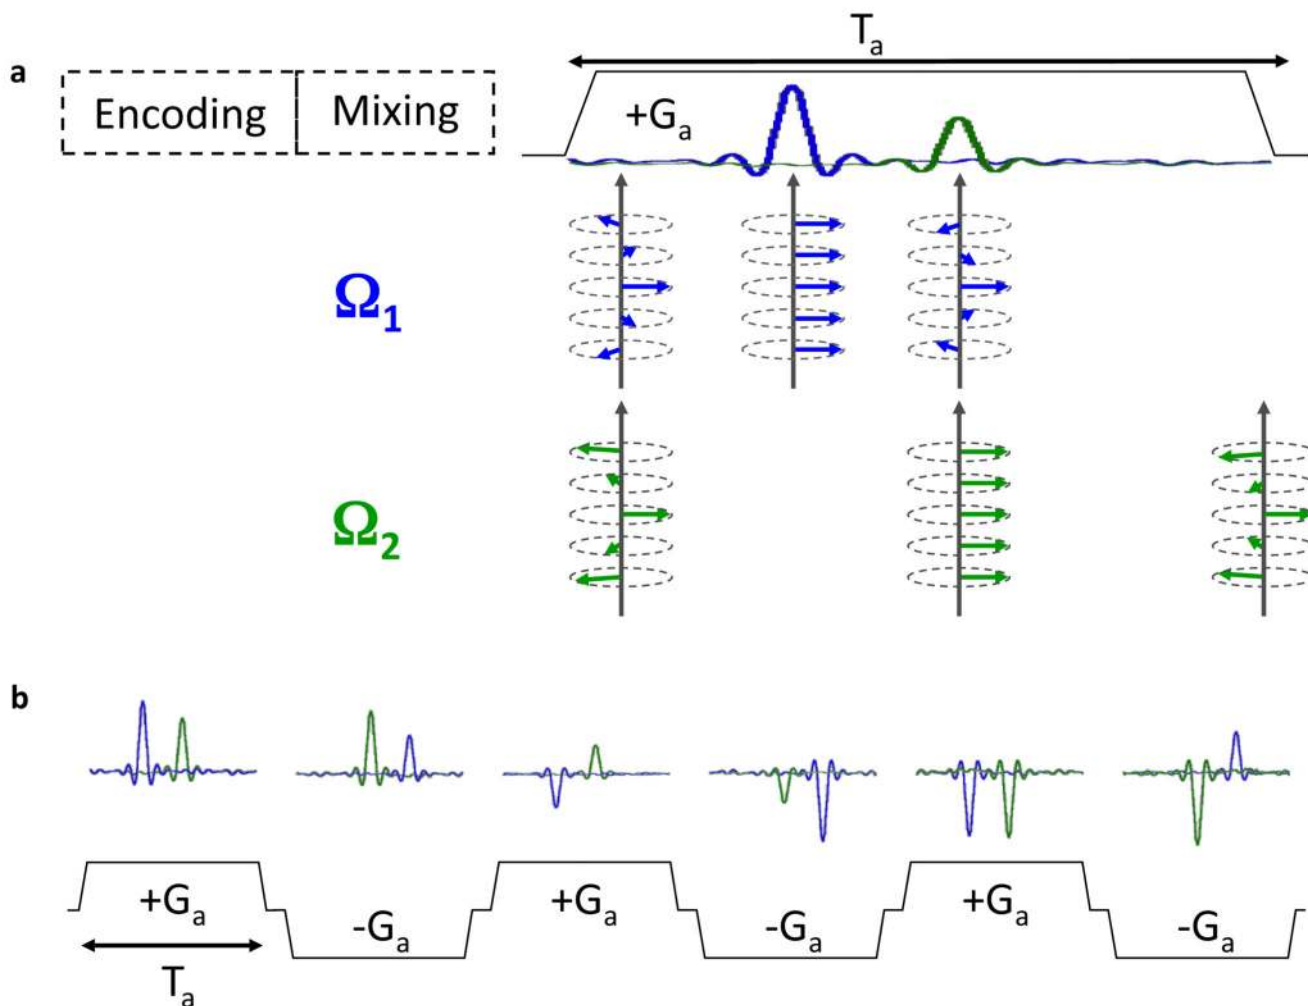 a
Encoding
Mixing
Tₐ
+Gₐ
Ω₁
Ω₂
b
+Gₐ
-Gₐ
+Gₐ
-Gₐ
+Gₐ
-Gₐ
Tₐ